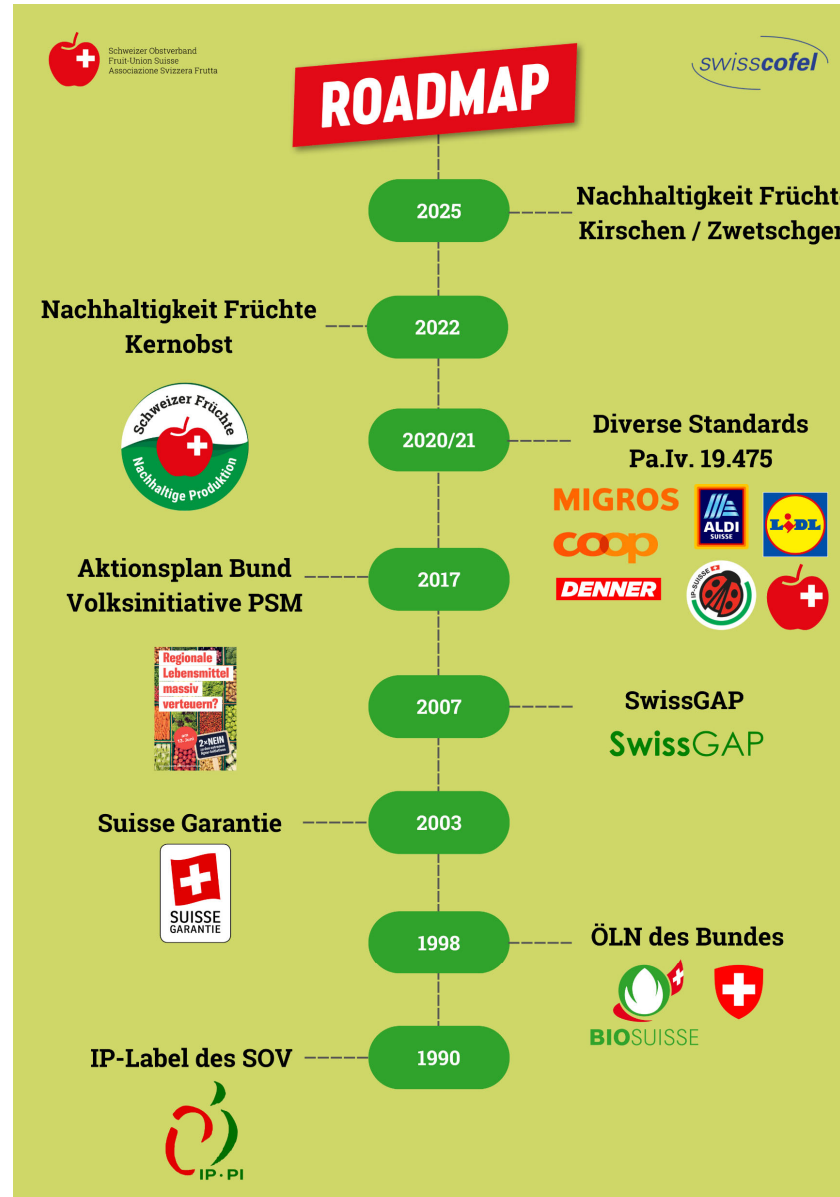 Schweizer Obstverband
Fruit-Union Suisse
Associazione Svizzera Frutta
ROADMAP
swisscofel
2025
Nachhaltigkeit Frücht
Kirschen / Zwetschge
Nachhaltigkeit Früchte
Kernobst
2022
Schweizer Früchte
Nachhaltige Produktion
2020/21
Diverse Standards
Pa.Iv. 19.475
MIGROS
ALDI
SUISSE
LIDL
coop
DENNER
IP-SUISSE
Aktionsplan Bund
Volksinitiative PSM
2017
Regionale
Lebensmittel
massiv
verteuern?
2×NEIN
2007
SwissGAP
SwissGAP
Suisse Garantie
2003
SUISSE
GARANTIE
1998
ÖLN des Bundes
BIOSUISSE
IP-Label des SOV
1990
IP·PI